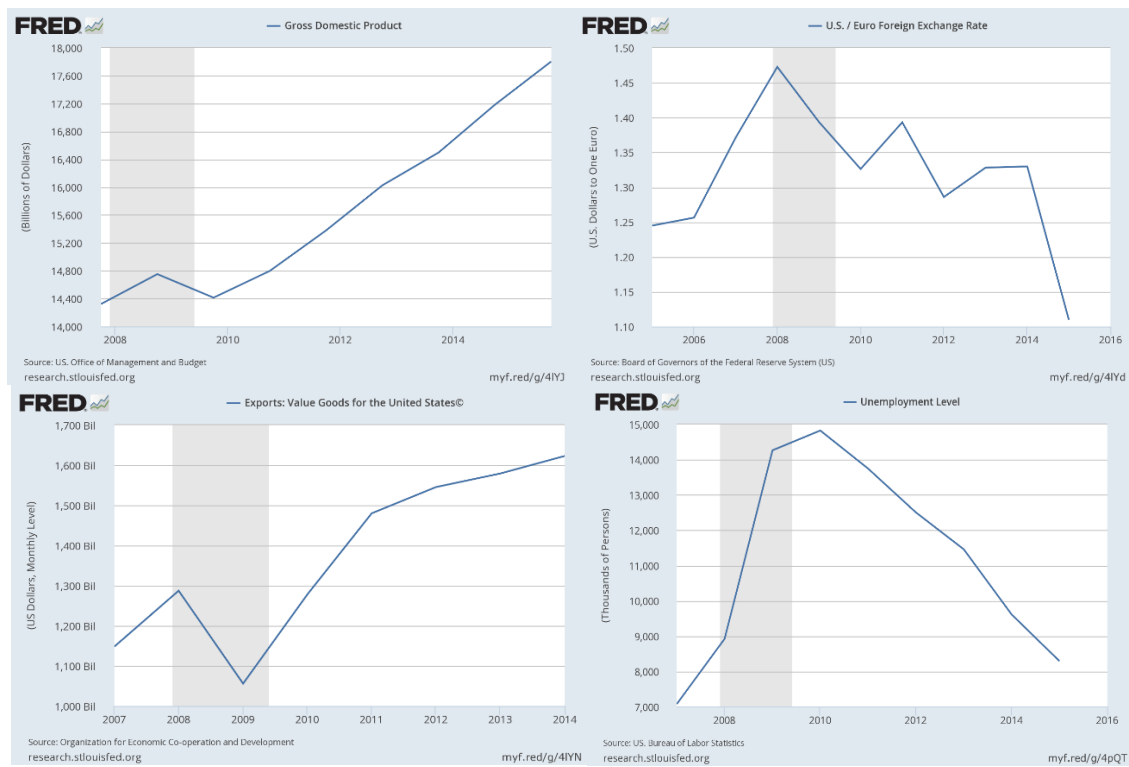 FRED
Gross Domestic Product
(Billions of Dollars)
18,000
17,600
17,200
16,800
16,400
16,000
15,600
15,200
14,800
14,400
14,000
2008
2010
2012
2014
Source: US. Office of Management and Budget
research.stlouisfed.org
myf.red/g/4lYJ
FRED
U.S. / Euro Foreign Exchange Rate
(U.S. Dollars to One Euro)
1.50
1.45
1.40
1.35
1.30
1.25
1.20
1.15
1.10
2006
2008
2010
2012
2014
2016
Source: Board of Governors of the Federal Reserve System (US)
research.stlouisfed.org
myf.red/g/4lYd
FRED
Exports: Value Goods for the United States©
(US Dollars, Monthly Level)
1,700 Bil
1,600 Bil
1,500 Bil
1,400 Bil
1,300 Bil
1,200 Bil
1,100 Bil
1,000 Bil
2007
2008
2009
2010
2011
2012
2013
2014
Source: Organization for Economic Co-operation and Development
research.stlouisfed.org
myf.red/g/4lYN
FRED
Unemployment Level
(Thousands of Persons)
15,000
14,000
13,000
12,000
11,000
10,000
9,000
8,000
7,000
2008
2010
2012
2014
2016
Source: US. Bureau of Labor Statistics
research.stlouisfed.org
myf.red/g/4pQT